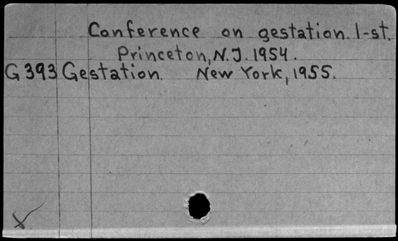 Conference on gestation. 1-st.
Princeton, N.J. 1954.
G393 Gestation. New York, 1955.